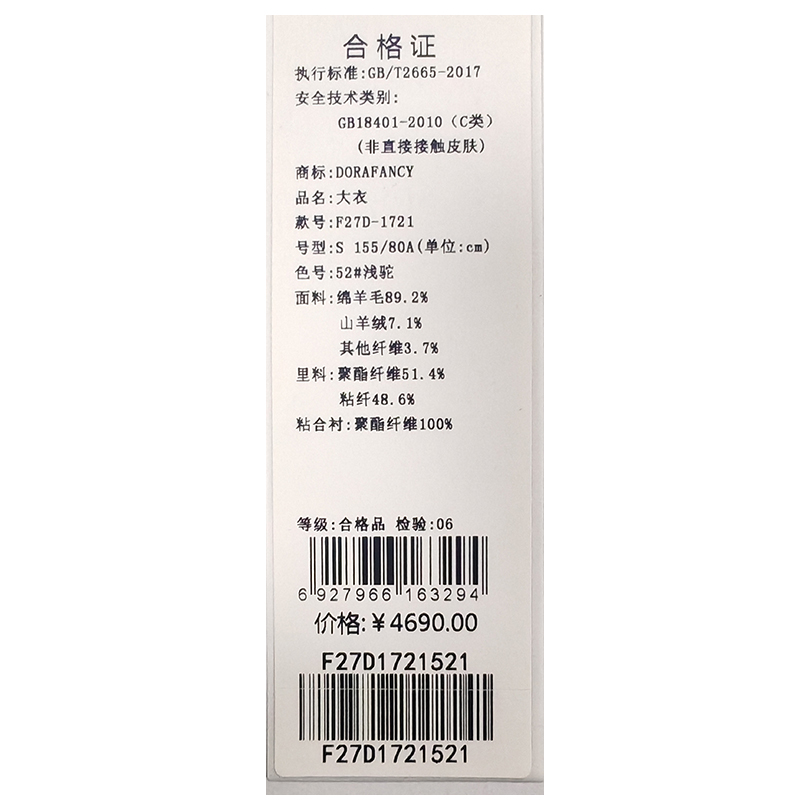 合格证
执行标准:GB/T2665-2017
安全技术类别:
GB18401-2010（C类）
(非直接接触皮肤)
商标:DORAFANCY
品名:大衣
款号:F27D-1721
号型:S 155/80A(单位:cm)
色号:52#浅驼
面料:绵羊毛89.2%
山羊绒7.1%
其他纤维3.7%
里料:聚酯纤维51.4%
粘纤48.6%
粘合衬:聚酯纤维100%
等级:合格品 检验:06
6 927966 163294
价格:￥4690.00
F27D1721521
F27D1721521